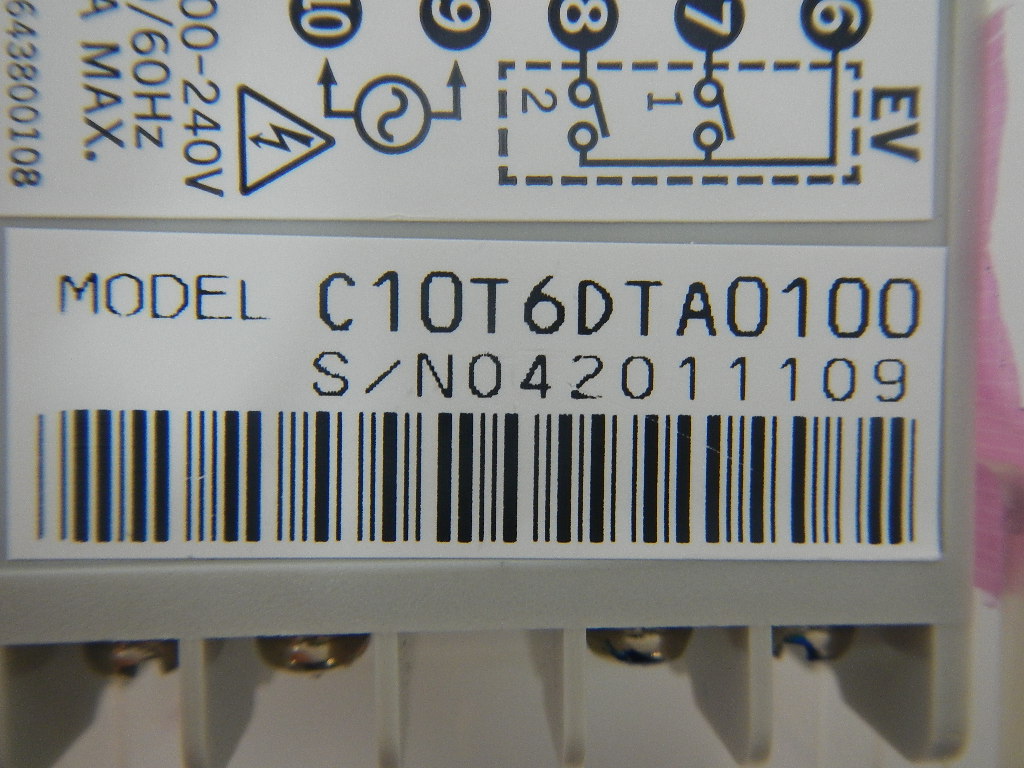 10
9
8
7
6
EV
2
1
00-240V
/60Hz
A MAX.
643800108
MODEL C10T6DTA0100
S/N042011109